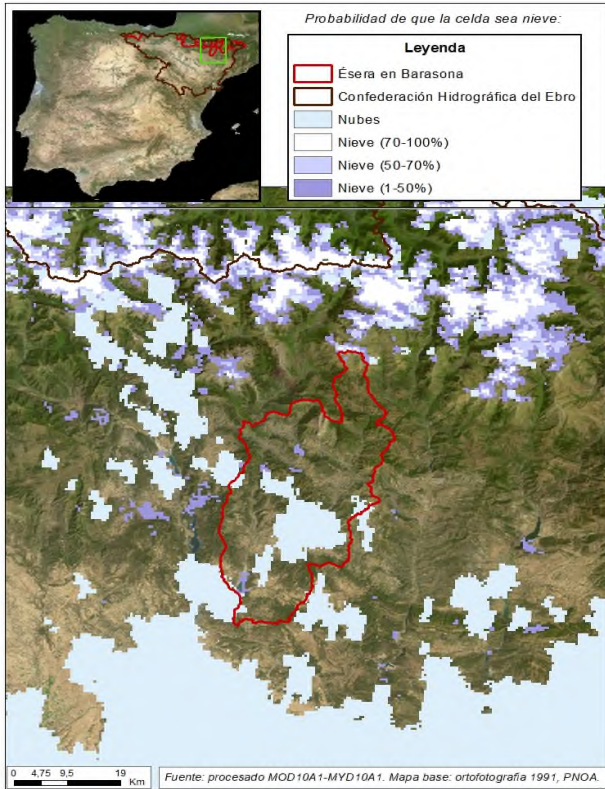 Probabilidad de que la celda sea nieve:
Leyenda
Ésera en Barasona
Confederación Hidrográfica del Ebro
Nubes
Nieve (70-100%)
Nieve (50-70%)
Nieve (1-50%)
0 4,75 9,5 19
Km
Fuente: procesado MOD10A1-MYD10A1. Mapa base: ortofotografía 1991, PNOA.